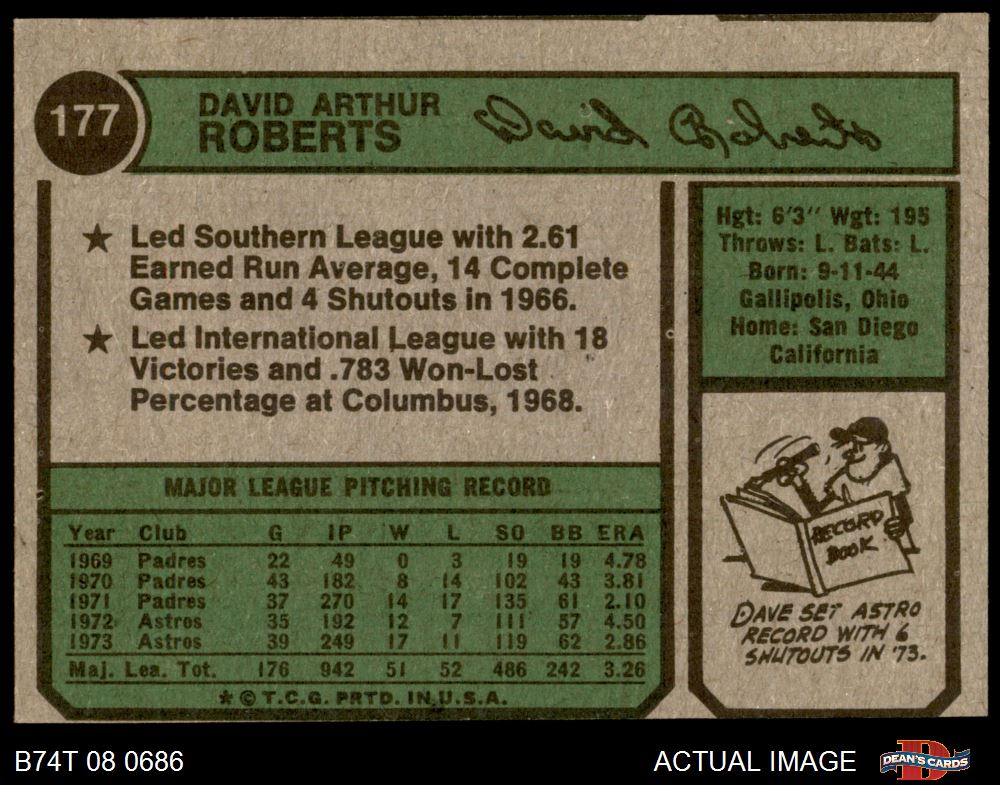 177
DAVID ARTHUR
ROBERTS
David Roberts
★ Led Southern League with 2.61
Earned Run Average, 14 Complete
Games and 4 Shutouts in 1966.
★ Led International League with 18
Victories and .783 Won-Lost
Percentage at Columbus, 1968.
Hgt: 6'3" Wgt: 195
Throws: L. Bats: L.
Born: 9-11-44
Gallipolis, Ohio
Home: San Diego
California
MAJOR LEAGUE PITCHING RECORD
Year Club G IP W L SO BB ERA
1969 Padres 22 49 0 3 19 19 4.78
1970 Padres 43 182 8 14 102 43 3.81
1971 Padres 37 270 14 17 135 61 2.10
1972 Astros 35 192 12 7 111 57 4.50
1973 Astros 39 249 17 11 119 62 2.86
Maj. Lea. Tot. 176 942 51 52 486 242 3.26
★ © T.C.G. PRTD. IN U.S.A.
RECORD
BOOK
DAVE SET ASTRO
RECORD WITH 6
SHUTOUTS IN '73.
B74T 08 0686
ACTUAL IMAGE
D
DEAN'S CARDS